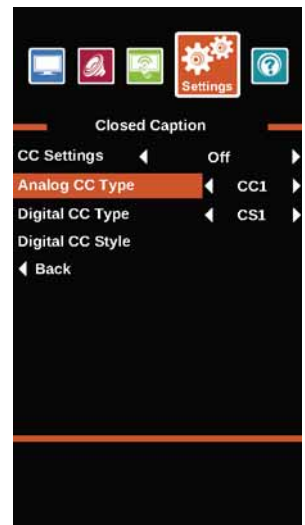 Settings
Closed Caption
CC Settings Off
Analog CC Type CC1
Digital CC Type CS1
Digital CC Style
Back